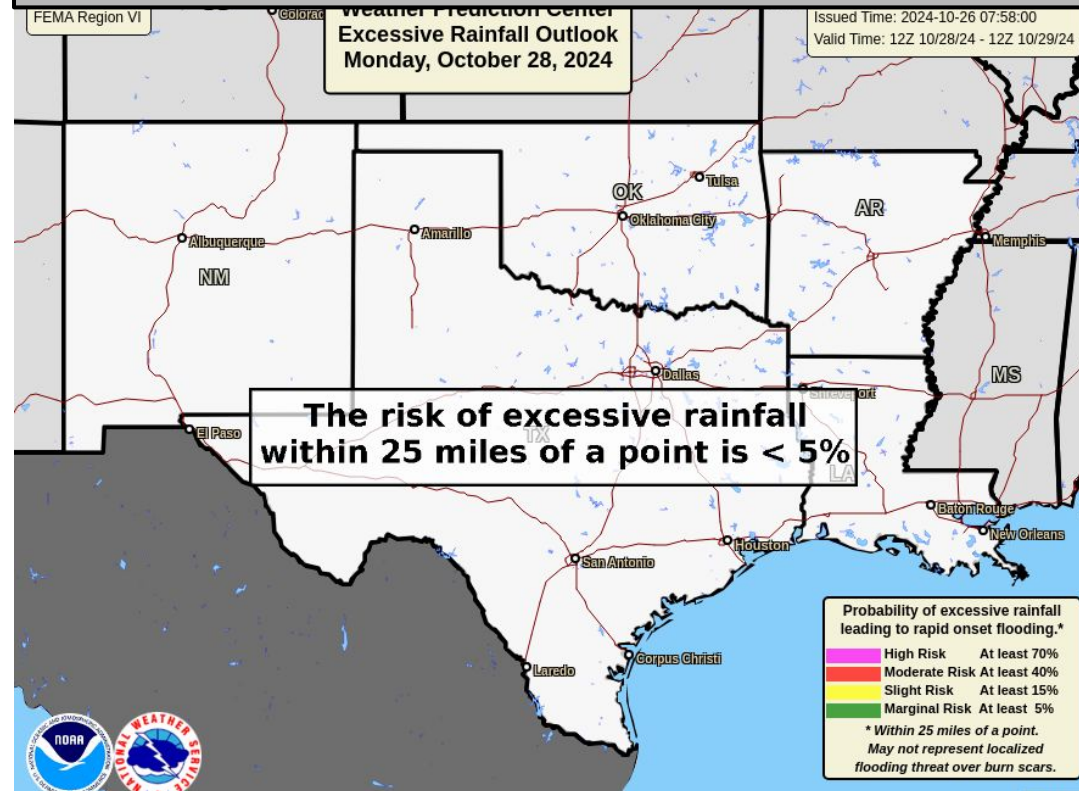 FEMA Region VI
Weather Prediction Center
Excessive Rainfall Outlook
Monday, October 28, 2024
Issued Time: 2024-10-26 07:58:00
Valid Time: 12Z 10/28/24 - 12Z 10/29/24
Colorad
Tulsa
OK
Oklahoma City
AR
Amarillo
Albuquerque
Memphis
NM
Dallas
MS
Shreveport
The risk of excessive rainfall
within 25 miles of a point is < 5%
El Paso
TX
LA
Baton Rouge
New Orleans
Houston
San Antonio
Corpus Christi
Laredo
Probability of excessive rainfall
leading to rapid onset flooding.*
High Risk At least 70%
Moderate Risk At least 40%
Slight Risk At least 15%
Marginal Risk At least 5%
* Within 25 miles of a point.
May not represent localized
flooding threat over burn scars.
NOAA
NATIONAL WEATHER SERVICE